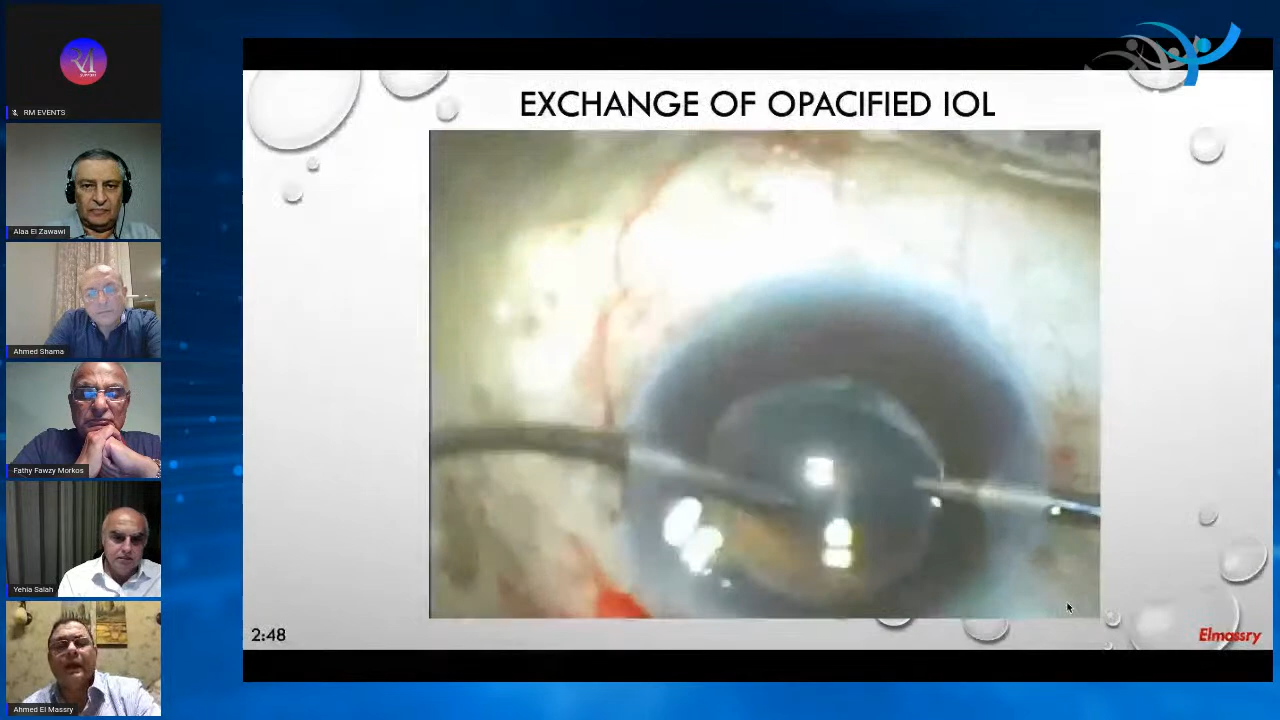 RM EVENTS
Alaa El Zawawi
Ahmed Shama
Fathy Fawzy Morkos
Yehia Salah
Ahmed El Massry
EXCHANGE OF OPACIFIED IOL
2:48
Elmassry